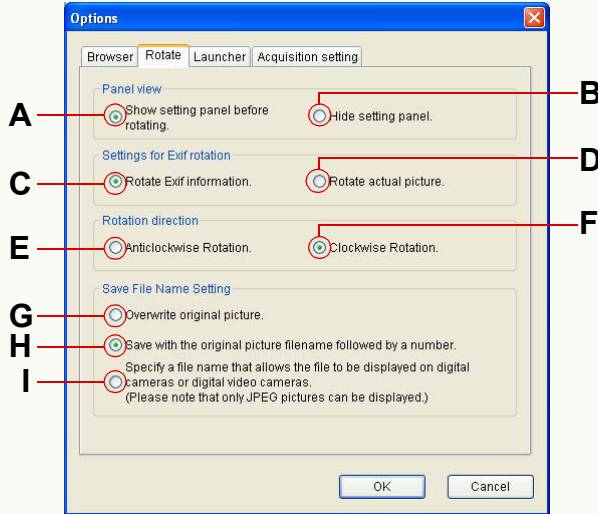 Options
Browser Rotate Launcher Acquisition setting
Panel view
A Show setting panel before
rotating.
B Hide setting panel.
Settings for Exif rotation
C Rotate Exif information.
D Rotate actual picture.
Rotation direction
E Anticlockwise Rotation.
F Clockwise Rotation.
Save File Name Setting
G Overwrite original picture.
H Save with the original picture filename followed by a number.
I Specify a file name that allows the file to be displayed on digital
cameras or digital video cameras.
(Please note that only JPEG pictures can be displayed.)
OK Cancel